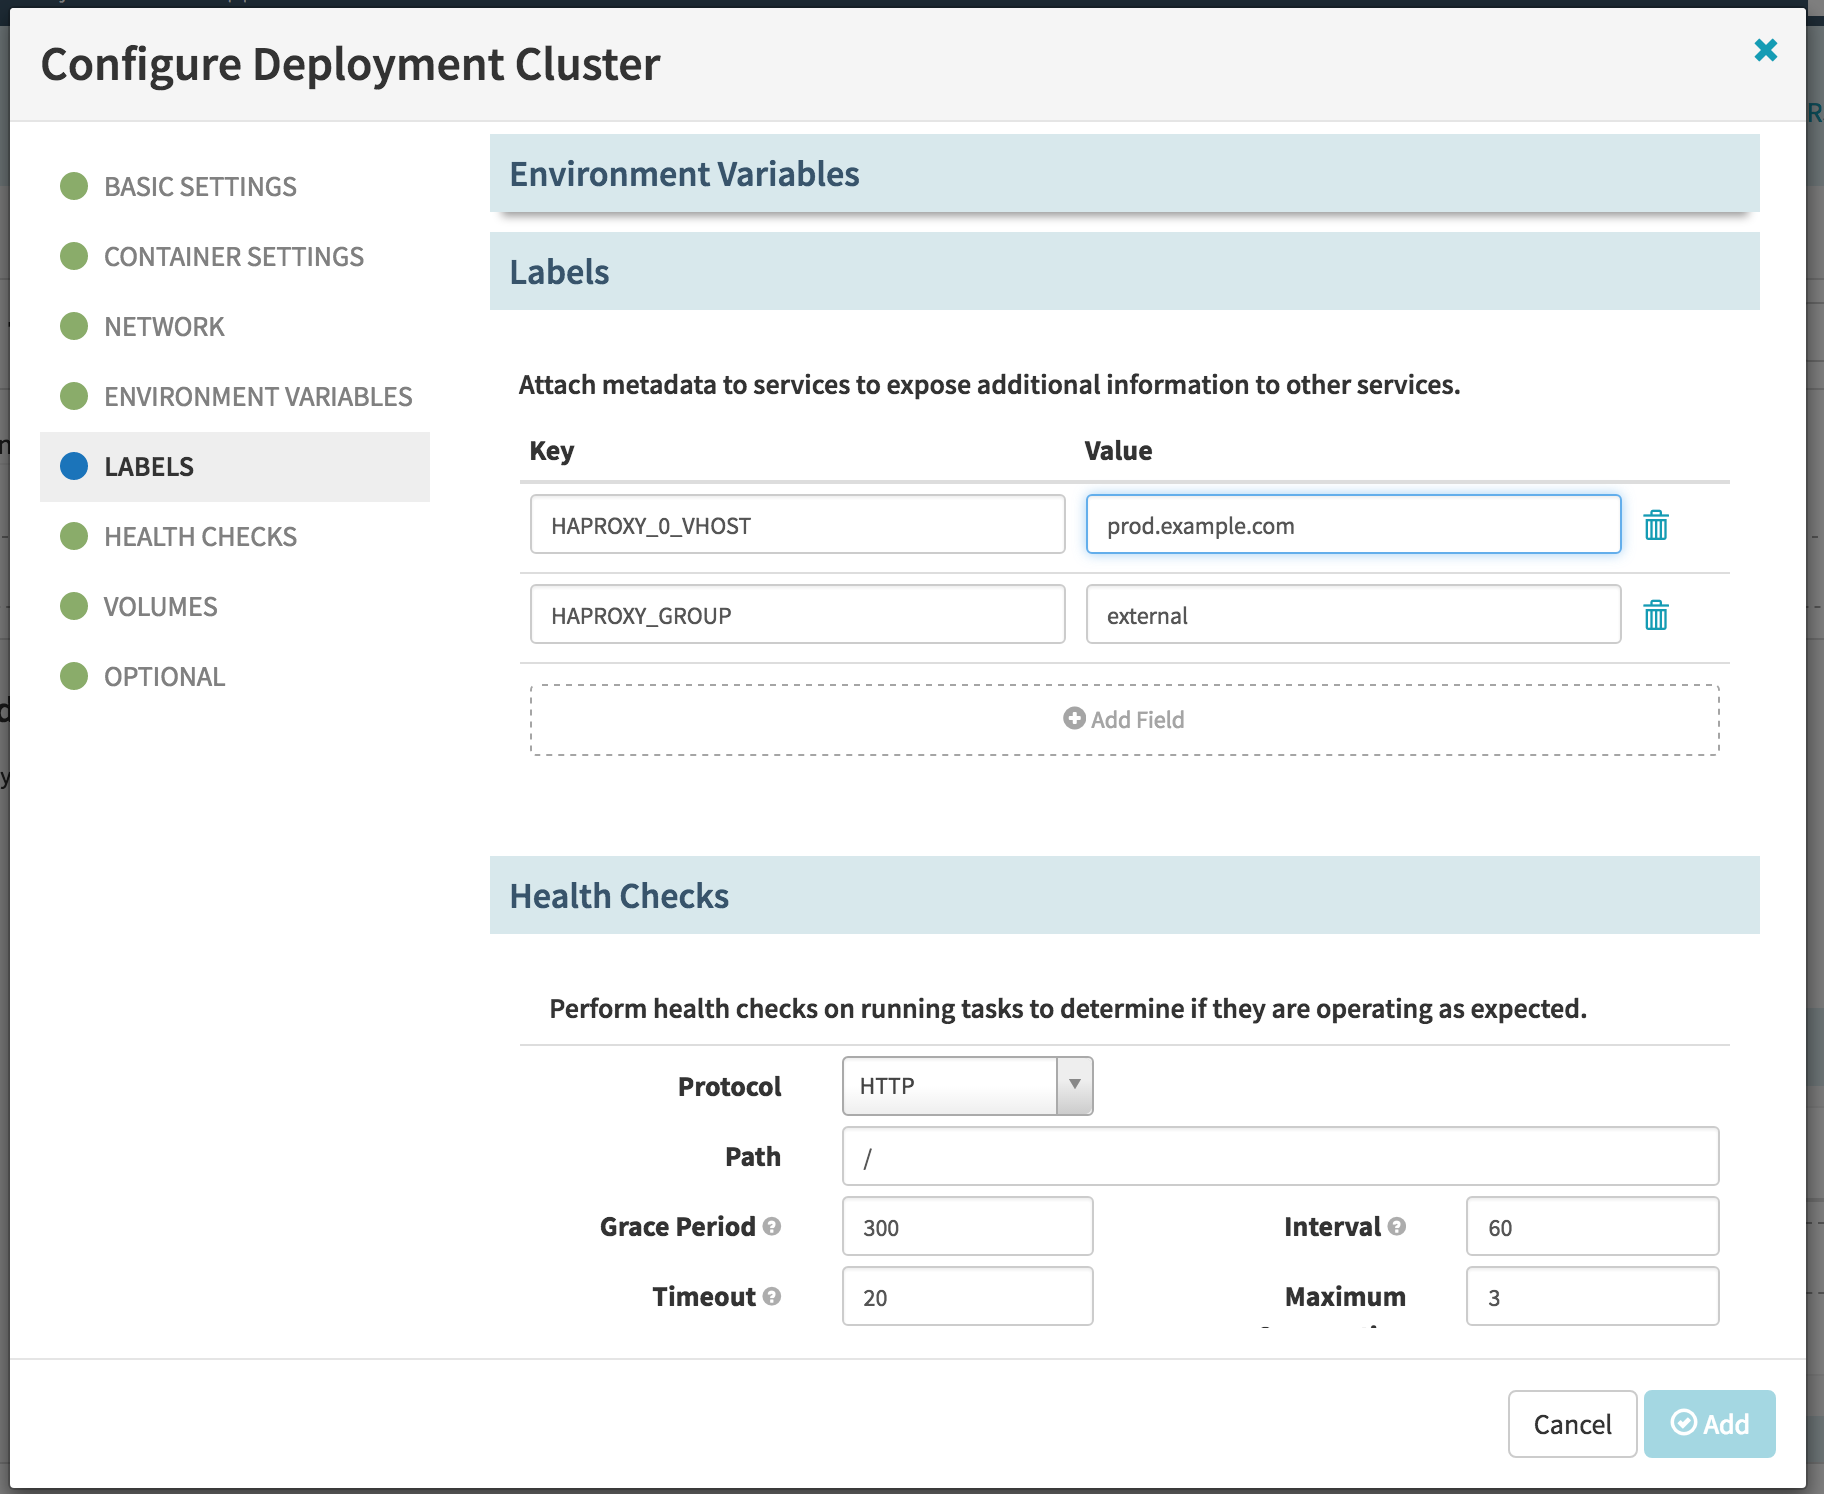 Configure Deployment Cluster
BASIC SETTINGS
CONTAINER SETTINGS
NETWORK
ENVIRONMENT VARIABLES
LABELS
HEALTH CHECKS
VOLUMES
OPTIONAL
Environment Variables
Labels
Attach metadata to services to expose additional information to other services.
Key Value
HAPROXY_0_VHOST prod.example.com
HAPROXY_GROUP external
Add Field
Health Checks
Perform health checks on running tasks to determine if they are operating as expected.
Protocol HTTP
Path /
Grace Period 300 Interval 60
Timeout 20 Maximum 3
Cancel Add